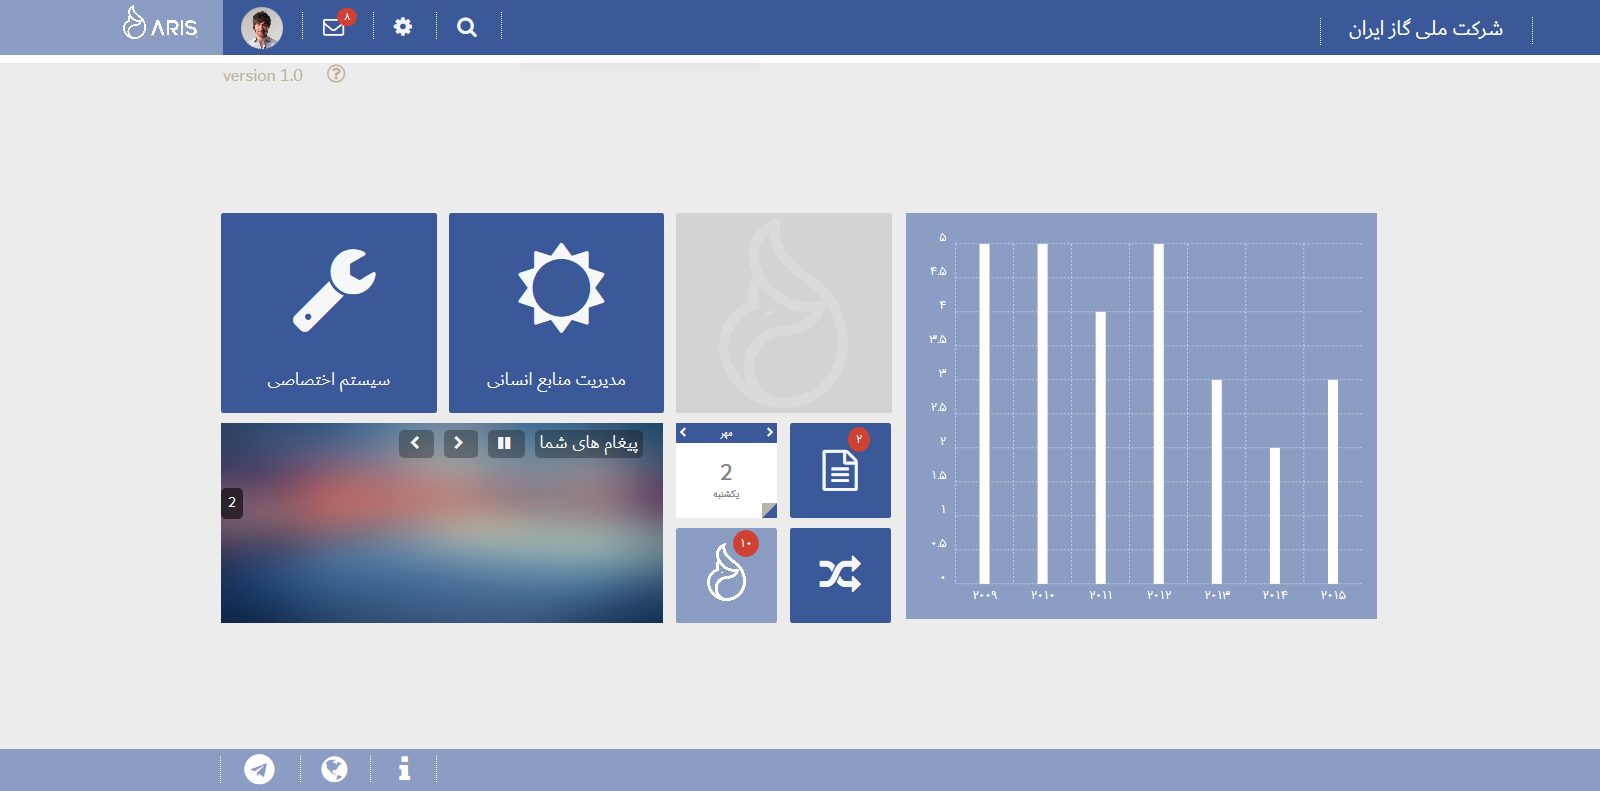 ARIS
۸
شرکت ملی گاز ایران
version 1.0
سیستم اختصاصی
مدیریت منابع انسانی
پیغام های شما
2
مهر
2
یکشنبه
۲
۱۰
۵
۴.۵
۴
۳.۵
۳
۲.۵
۲
۱.۵
۱
۰.۵
۰
۲۰۰۹ ۲۰۱۰ ۲۰۱۱ ۲۰۱۲ ۲۰۱۳ ۲۰۱۴ ۲۰۱۵